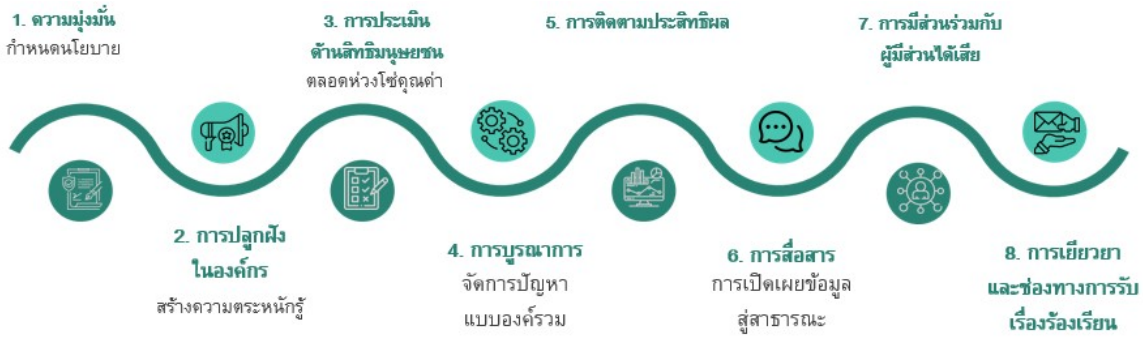 1. ความมุ่งมั่น
กำหนดนโยบาย
2. การปลูกฝัง
ในองค์กร
สร้างความตระหนักรู้
3. การประเมิน
ด้านสิทธิมนุษยชน
ตลอดห่วงโซ่คุณค่า
4. การบูรณาการ
จัดการปัญหา
แบบองค์รวม
5. การติดตามประสิทธิผล
6. การสื่อสาร
การเปิดเผยข้อมูล
สู่สาธารณะ
7. การมีส่วนร่วมกับ
ผู้มีส่วนได้เสีย
8. การเยียวยา
และช่องทางการรับ
เรื่องร้องเรียน